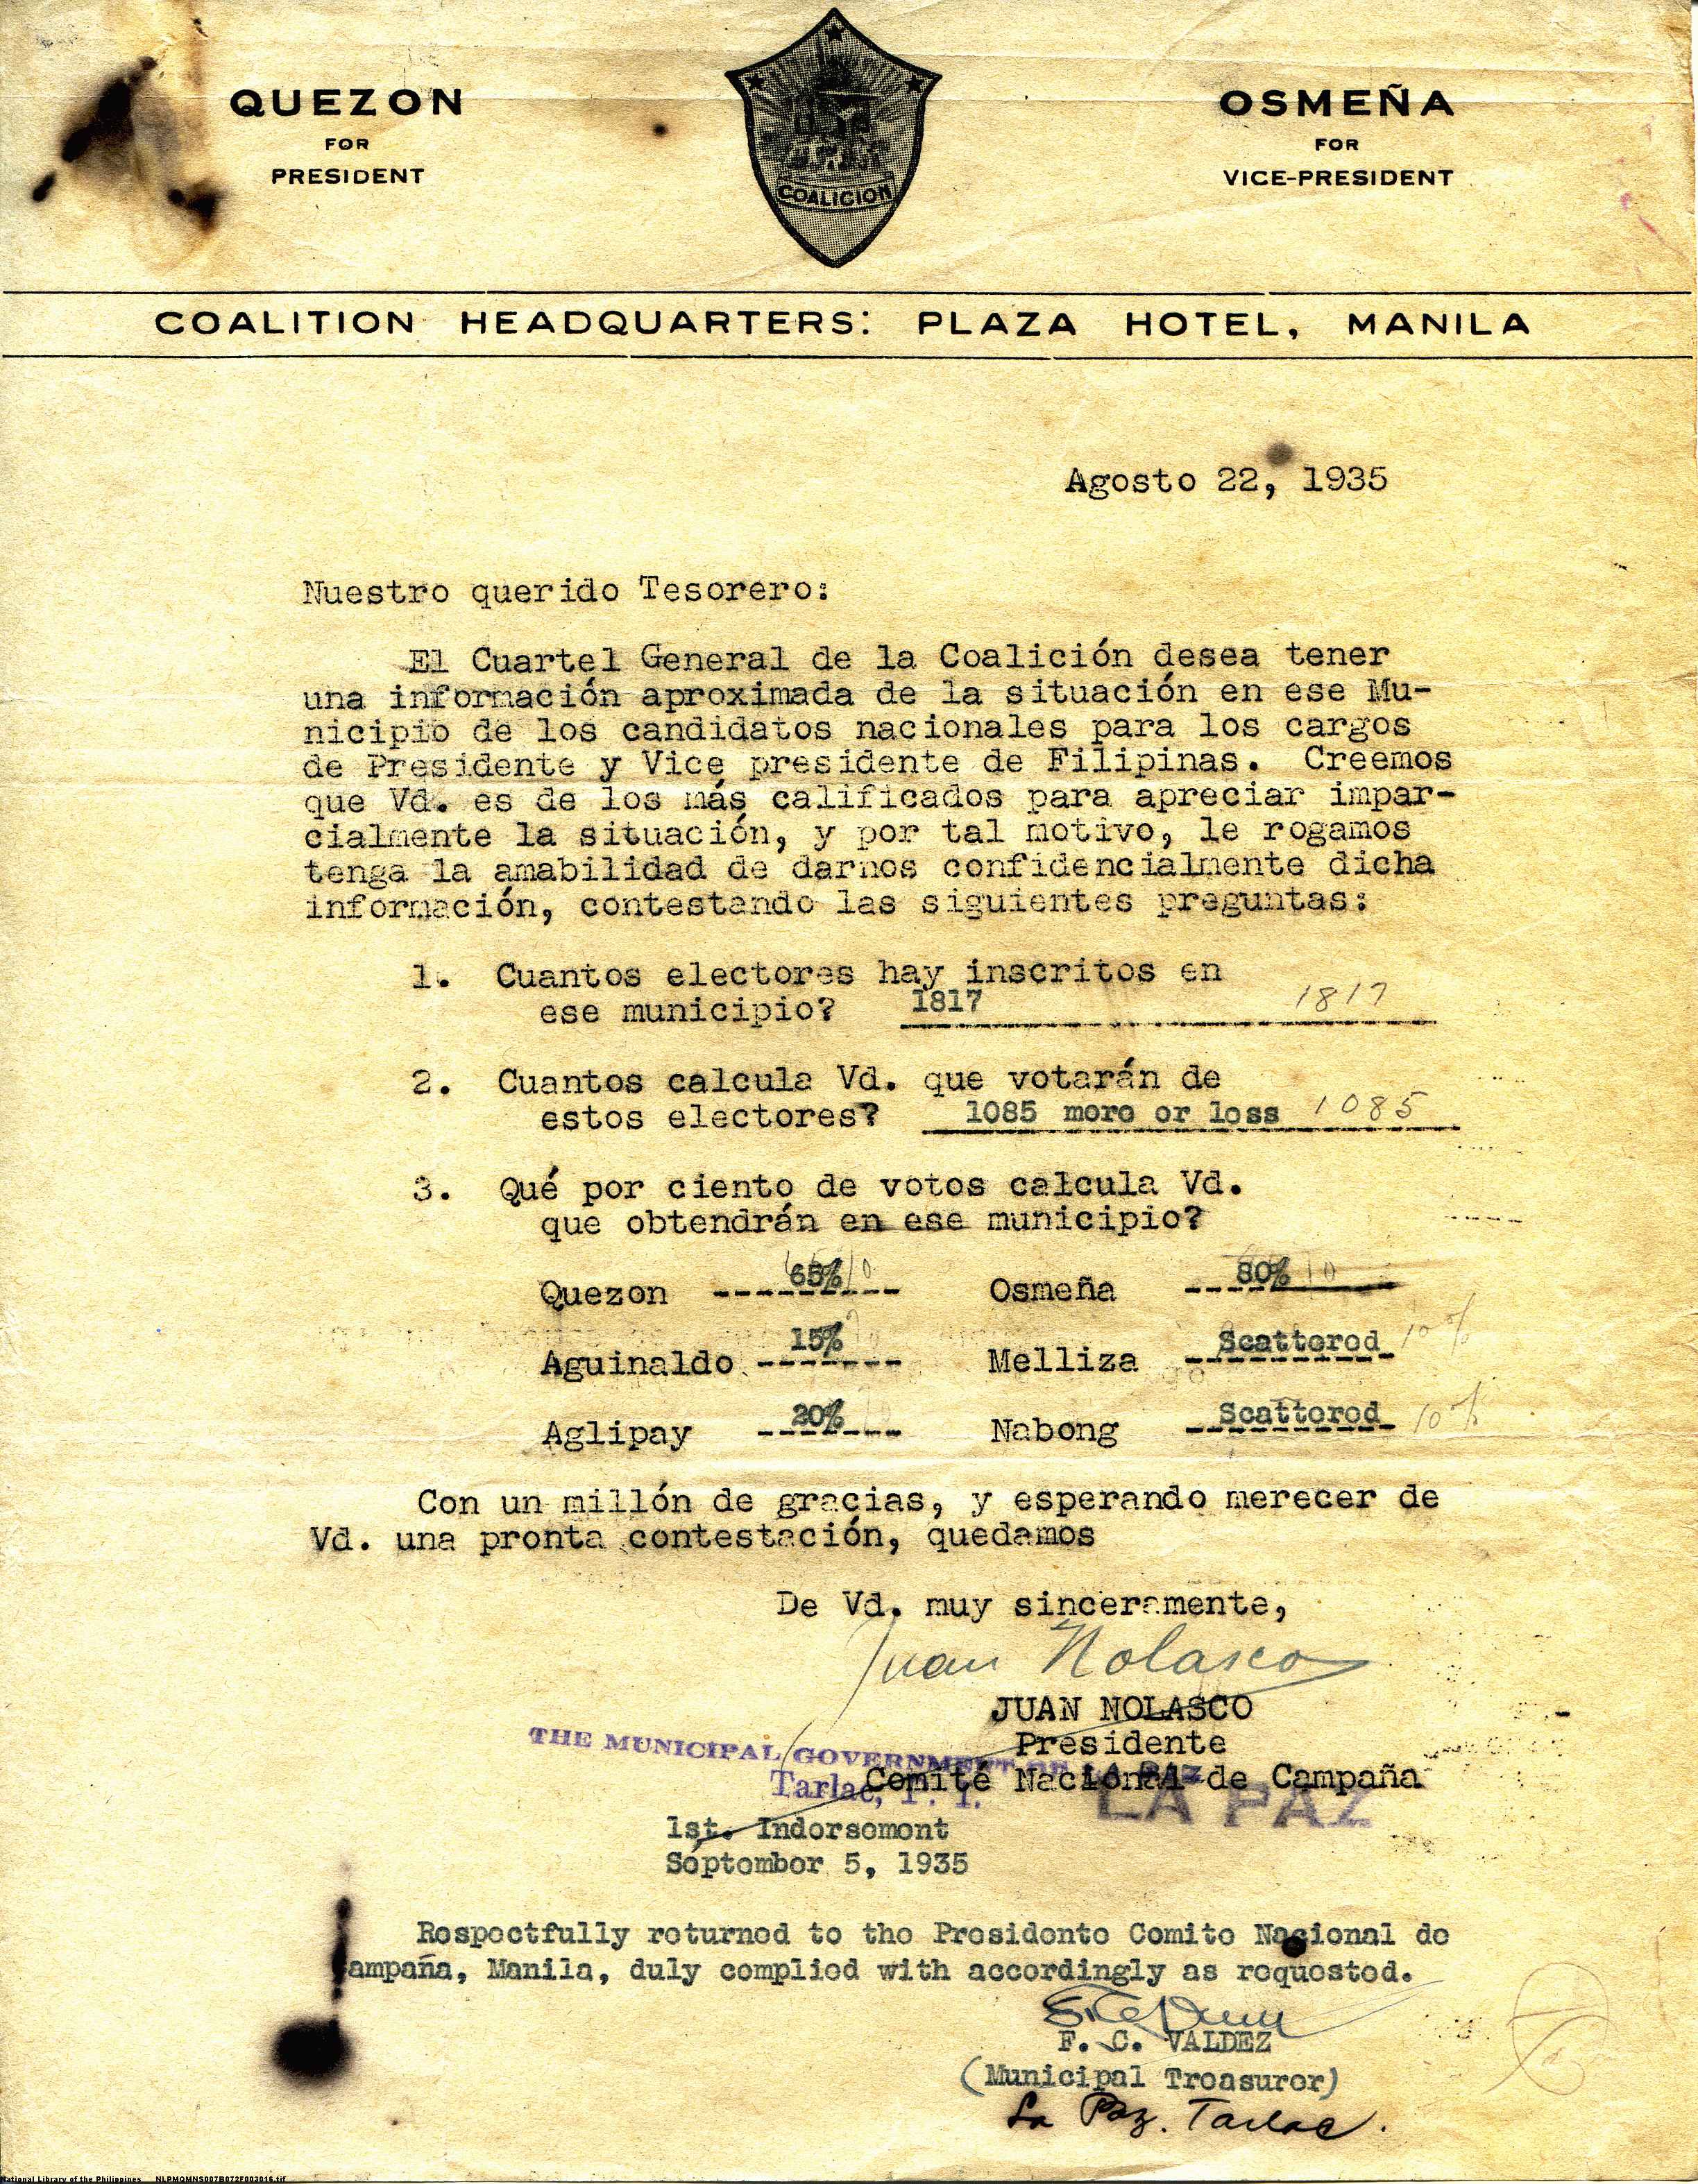 QUEZON
FOR
PRESIDENT
COALICION
OSMEÑA
FOR
VICE-PRESIDENT
COALITION HEADQUARTERS: PLAZA HOTEL, MANILA
Agosto 22, 1935
Nuestro querido Tesorero:
El Cuartel General de la Coalición desea tener
una información aproximada de la situación en ese Mu-
nicipio de los candidatos nacionales para los cargos
de Presidente y Vice presidente de Filipinas. Creemos
que Vd. es de los más calificados para apreciar impar-
cialmente la situación, y por tal motivo, le rogamos
tenga la amabilidad de darnos confidencialmente dicha
información, contestando las siguientes preguntas:
1. Cuantos electores hay inscritos en
ese municipio? 1817 1817
2. Cuantos calcula Vd. que votarán de
estos electores? 1085 more or less 1085
3. Qué por ciento de votos calcula Vd.
que obtendrán en ese municipio?
Quezon 65% Osmeña 80%
Aguinaldo 15% Melliza Scattered 10%
Aglipay 20% Nabong Scattered 10%
Con un millón de gracias, y esperando merecer de
Vd. una pronta contestación, quedamos
De Vd. muy sinceramente,
Juan Nolasco
JUAN NOLASCO
Presidente
Comité Nacional de Campaña
THE MUNICIPAL GOVERNMENT OF LA PAZ
Tarlac, P. I.
LA PAZ
1st. Indorsement
September 5, 1935
Respectfully returned to the Presidente Comite Nacional de
Campaña, Manila, duly complied with accordingly as requested.
F. C. VALDEZ
(Municipal Treasurer)
La Paz. Tarlac.
National Library of the Philippines NLPMQMNS007B072F003016.tif